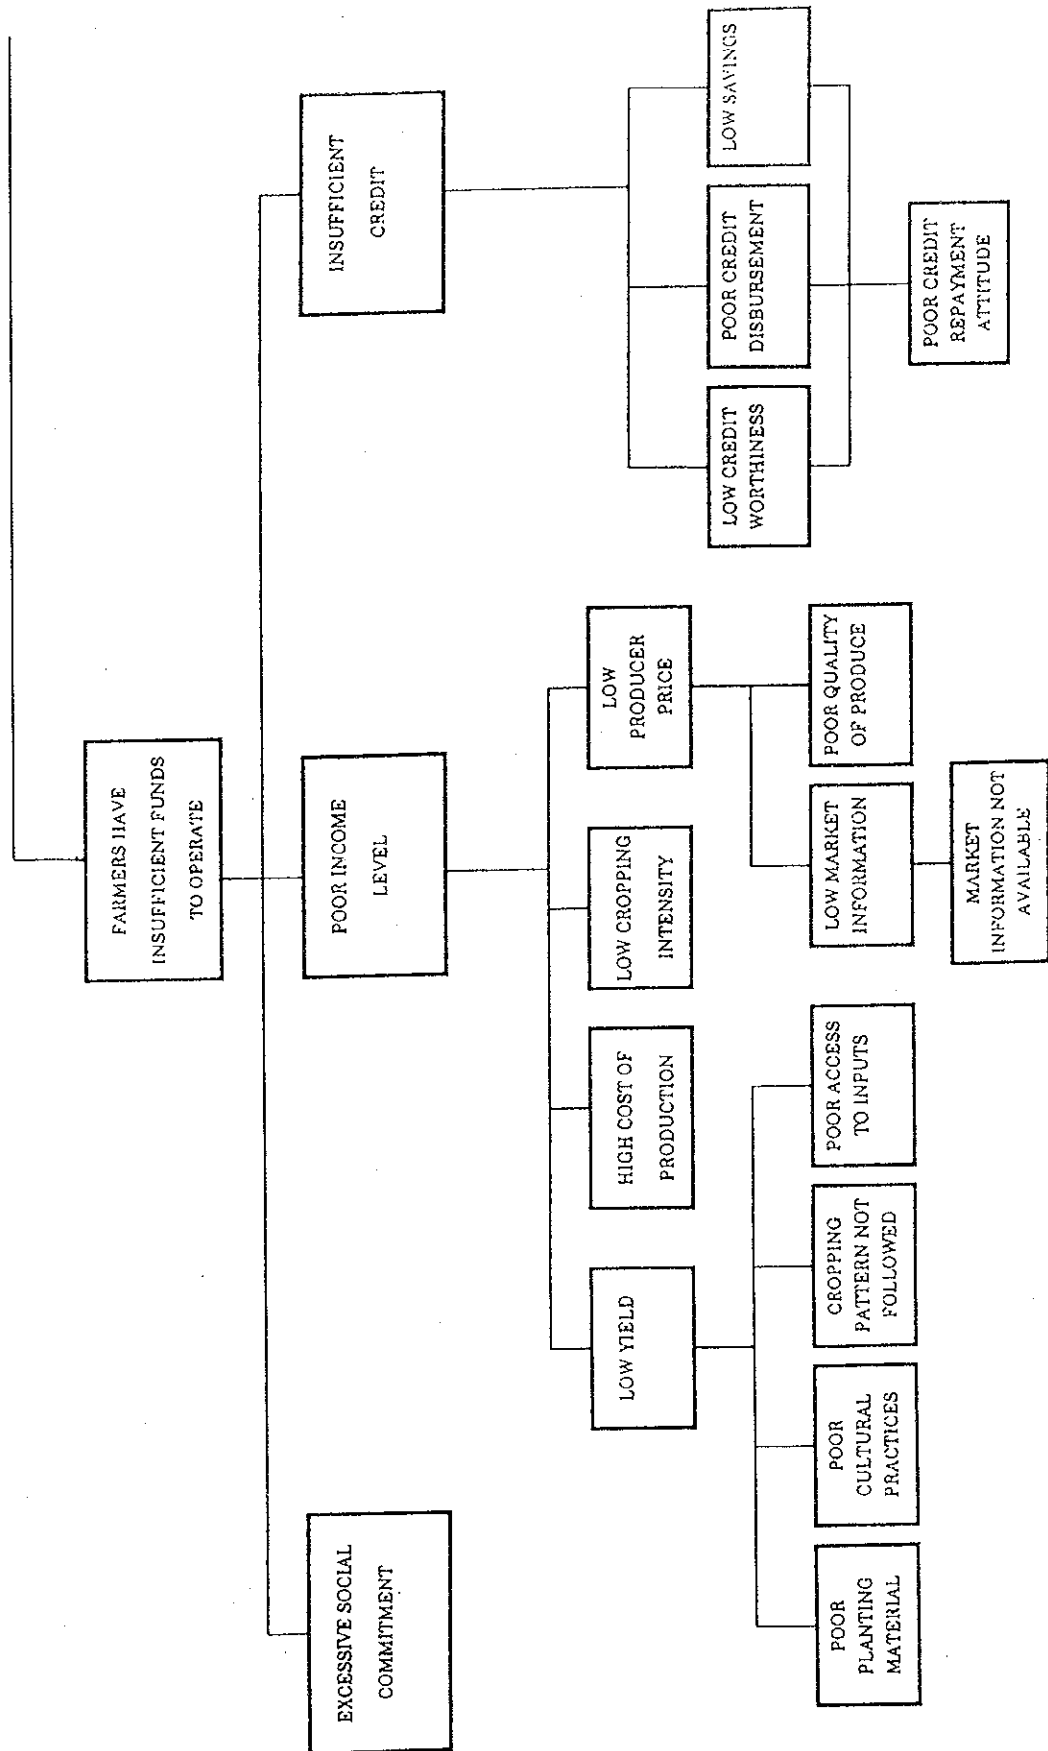 FARMERS HAVE
INSUFFICIENT FUNDS
TO OPERATE
EXCESSIVE SOCIAL
COMMITMENT
POOR INCOME
LEVEL
INSUFFICIENT
CREDIT
LOW YIELD
HIGH COST OF
PRODUCTION
LOW CROPPING
INTENSITY
LOW
PRODUCER
PRICE
LOW CREDIT
WORTHINESS
POOR CREDIT
DISBURSEMENT
LOW SAVINGS
POOR
PLANTING
MATERIAL
POOR
CULTURAL
PRACTICES
CROPPING
PATTERN NOT
FOLLOWED
POOR ACCESS
TO INPUTS
LOW MARKET
INFORMATION
POOR QUALITY
OF PRODUCE
POOR CREDIT
REPAYMENT
ATTITUDE
MARKET
INFORMATION NOT
AVAILABLE